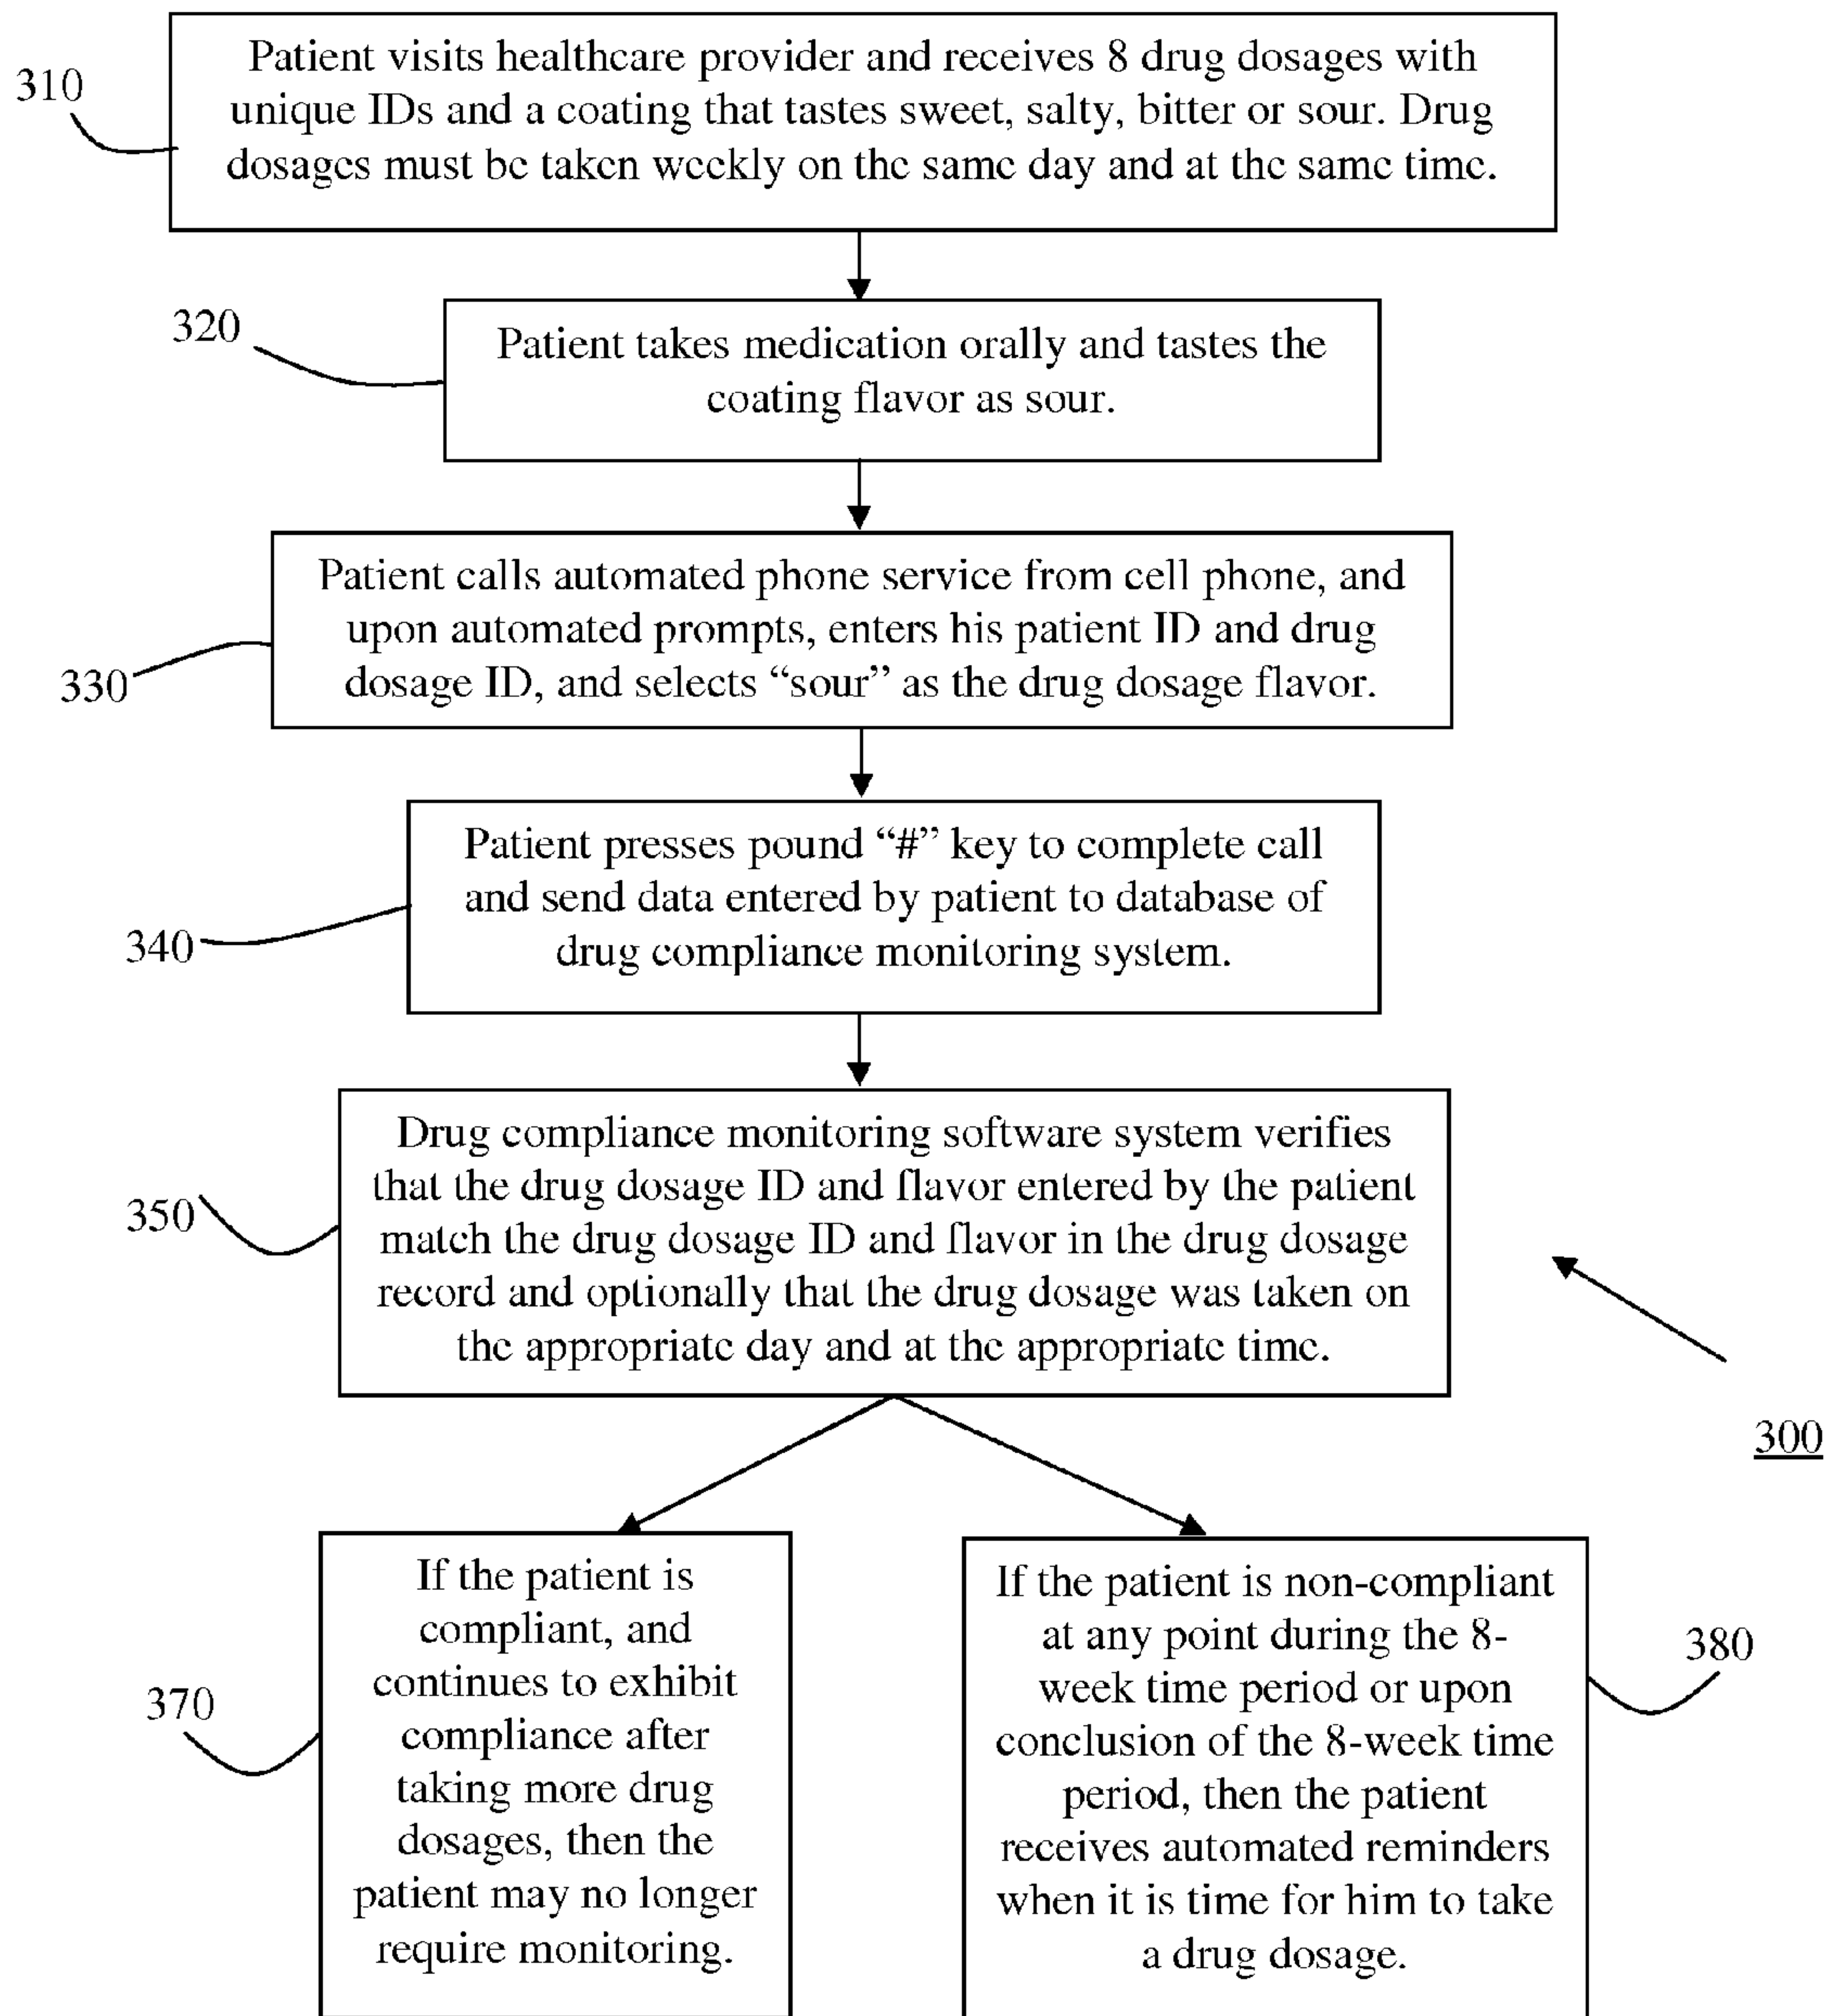 310
Patient visits healthcare provider and receives 8 drug dosages with
unique IDs and a coating that tastes sweet, salty, bitter or sour. Drug
dosages must be taken weekly on the same day and at the same time.
320
Patient takes medication orally and tastes the
coating flavor as sour.
330
Patient calls automated phone service from cell phone, and
upon automated prompts, enters his patient ID and drug
dosage ID, and selects “sour” as the drug dosage flavor.
340
Patient presses pound “#” key to complete call
and send data entered by patient to database of
drug compliance monitoring system.
350
Drug compliance monitoring software system verifies
that the drug dosage ID and flavor entered by the patient
match the drug dosage ID and flavor in the drug dosage
record and optionally that the drug dosage was taken on
the appropriate day and at the appropriate time.
300
370
If the patient is
compliant, and
continues to exhibit
compliance after
taking more drug
dosages, then the
patient may no longer
require monitoring.
If the patient is non-compliant
at any point during the 8-
week time period or upon
conclusion of the 8-week time
period, then the patient
receives automated reminders
when it is time for him to take
a drug dosage.
380